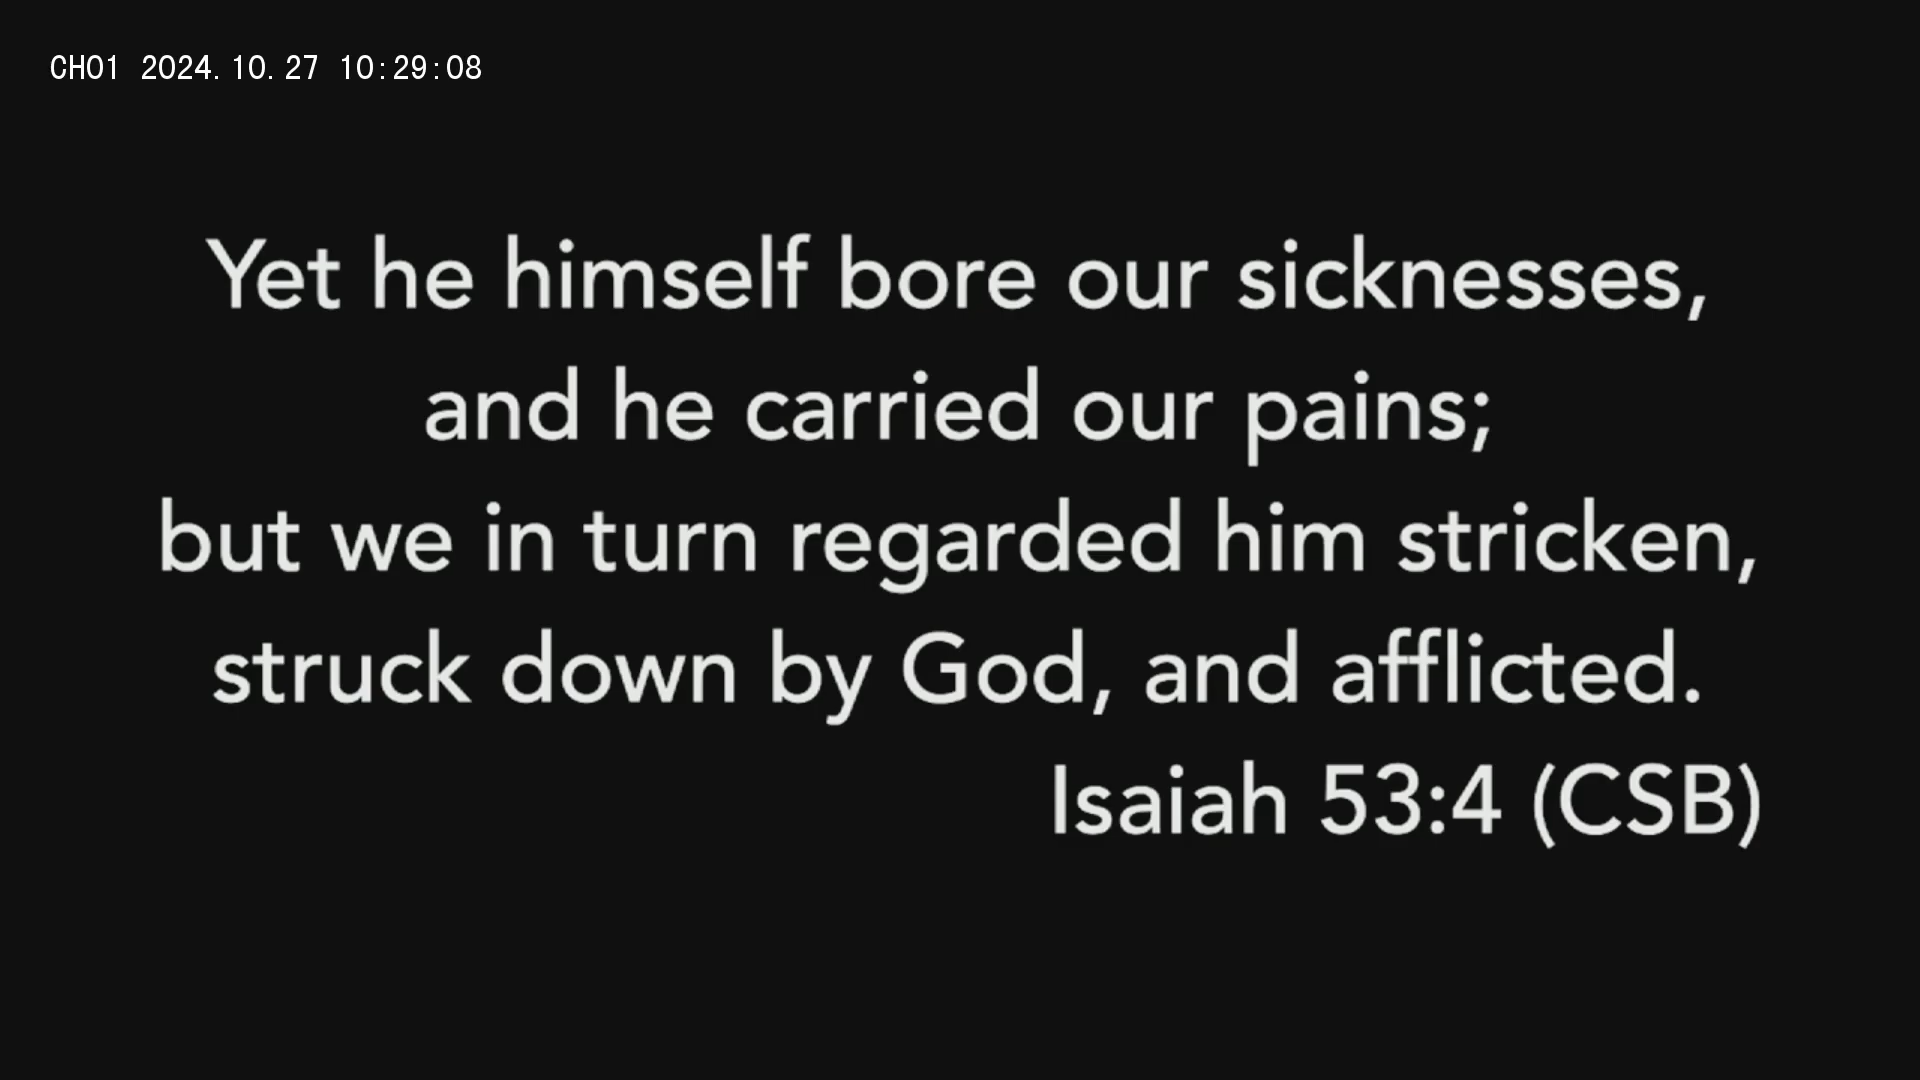 CH01 2024.10.27 10:29:08
Yet he himself bore our sicknesses,
and he carried our pains;
but we in turn regarded him stricken,
struck down by God, and afflicted.
Isaiah 53:4 (CSB)